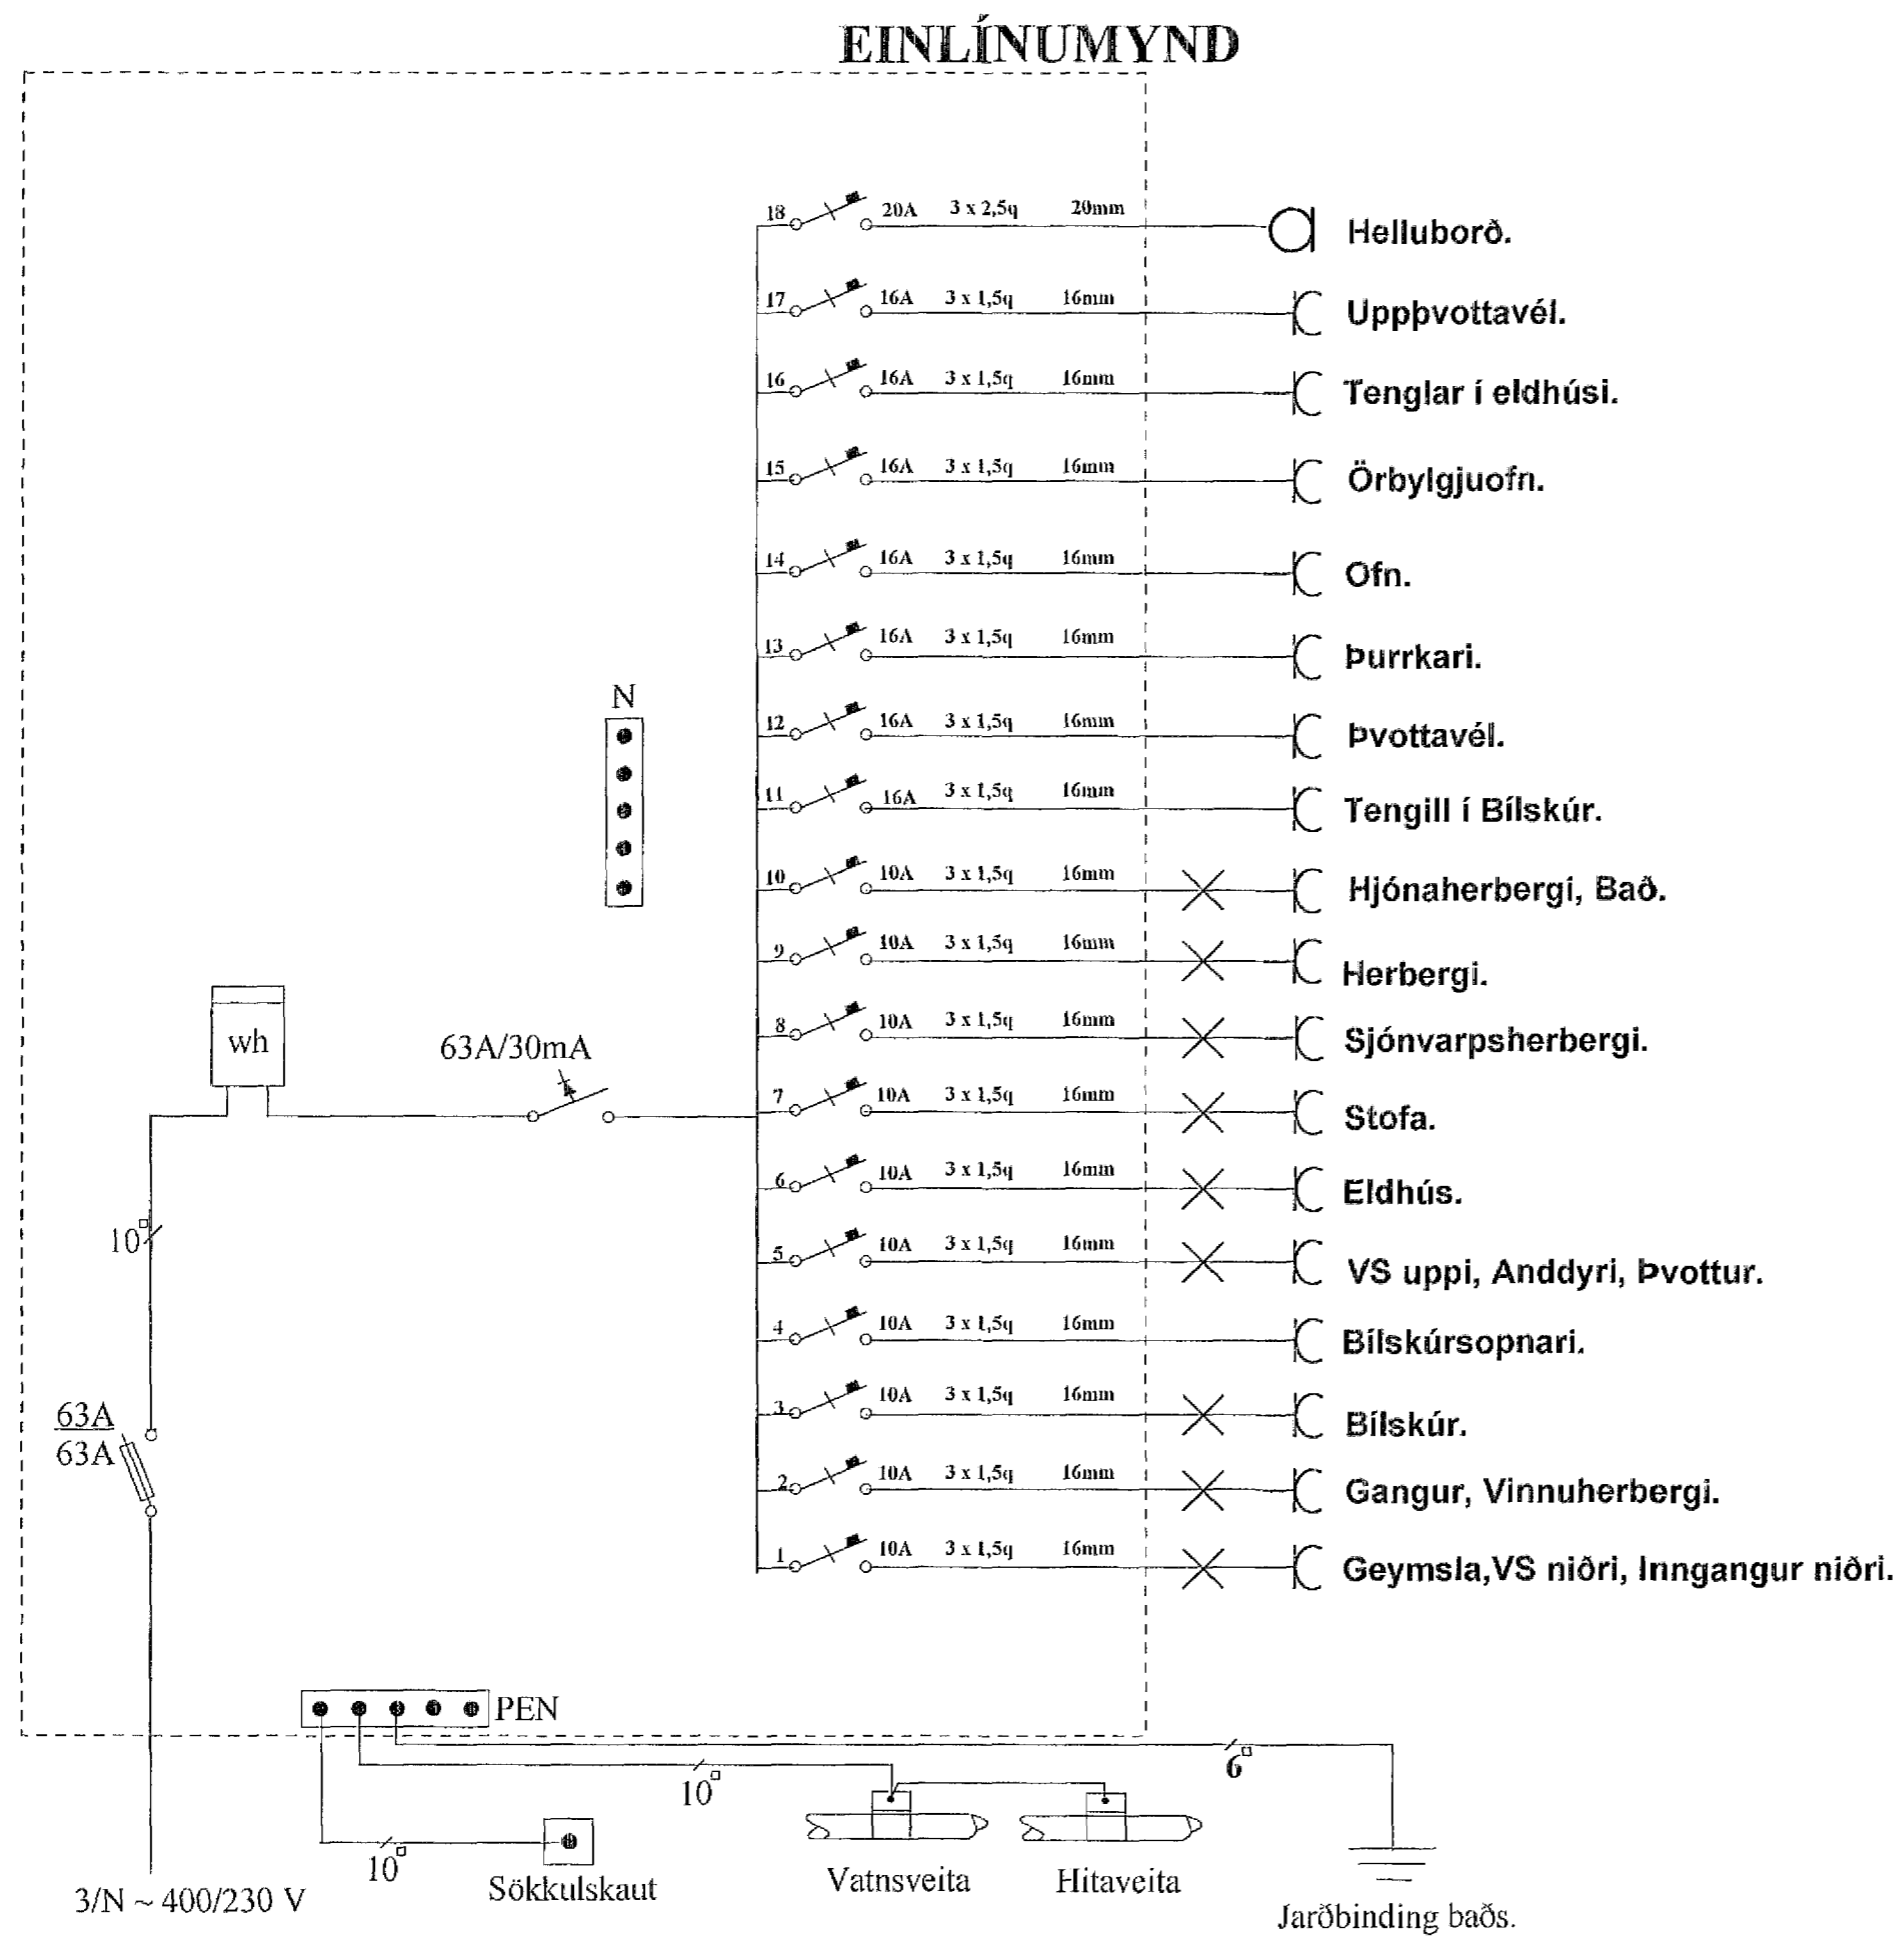 EINLÍNUMYND
18 20A 3 x 2,5q 20mm Helluborð.
17 16A 3 x 1,5q 16mm Uppþvottavél.
16 16A 3 x 1,5q 16mm Tenglar í eldhúsi.
15 16A 3 x 1,5q 16mm Örbylgjuofn.
14 16A 3 x 1,5q 16mm Ofn.
13 16A 3 x 1,5q 16mm Þurrkari.
N
12 16A 3 x 1,5q 16mm Þvottavél.
11 16A 3 x 1,5q 16mm Tengill í Bílskúr.
10 10A 3 x 1,5q 16mm Hjónaherbergi, Bað.
9 10A 3 x 1,5q 16mm Herbergi.
8 10A 3 x 1,5q 16mm Sjónvarpsherbergi.
wh
63A/30mA
7 10A 3 x 1,5q 16mm Stofa.
6 10A 3 x 1,5q 16mm Eldhús.
10□
5 10A 3 x 1,5q 16mm VS uppi, Anddyri, Þvottur.
4 10A 3 x 1,5q 16mm Bílskúrsopnari.
3 10A 3 x 1,5q 16mm Bílskúr.
63A
63A
2 10A 3 x 1,5q 16mm Gangur, Vinnuherbergi.
1 10A 3 x 1,5q 16mm Geymsla,VS niðri, Inngangur niðri.
PEN
6□
10□
10□
Sökkulskaut
Vatnsveita
Hitaveita
3/N ~ 400/230 V
Jarðbinding baðs.